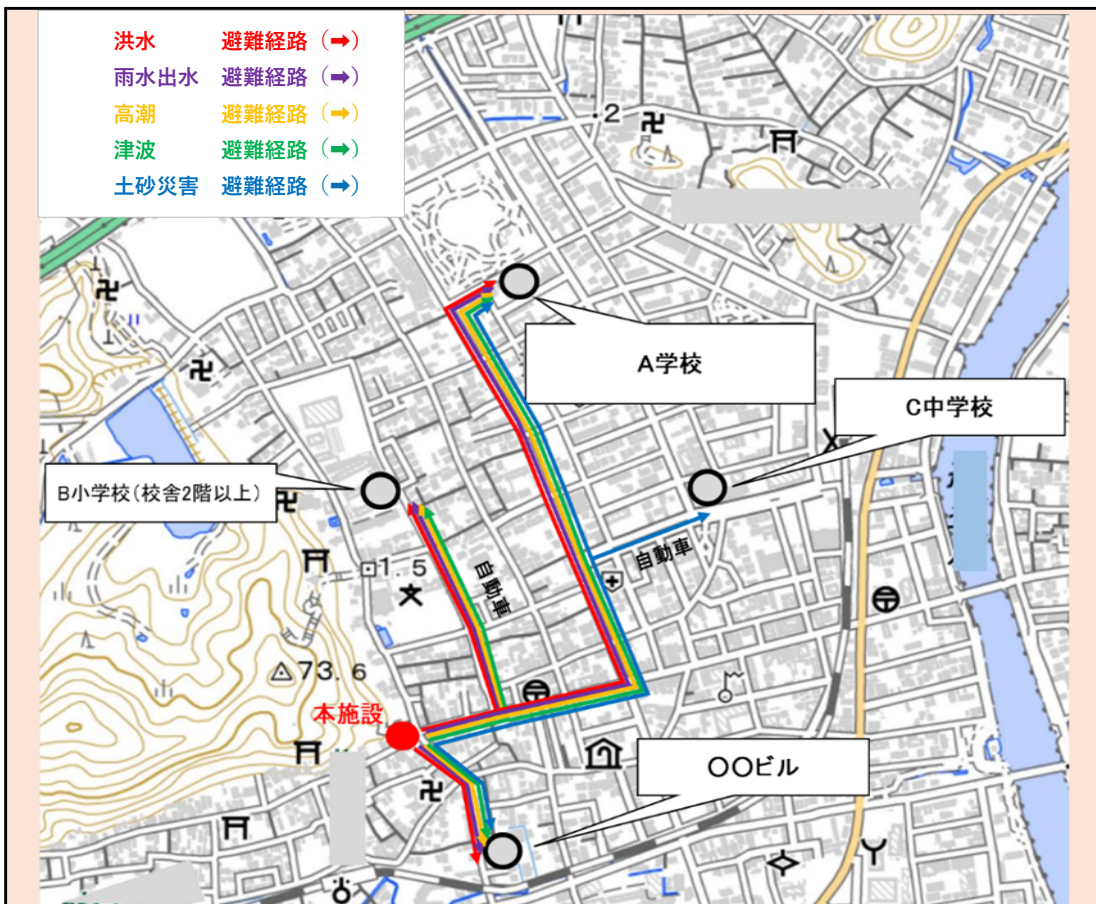 洪水 避難経路（➡）
雨水出水 避難経路（➡）
高潮 避難経路（➡）
津波 避難経路（➡）
土砂災害 避難経路（➡）
.2
A学校
C中学校
B小学校（校舎2階以上）
1.5
自動車
自動車
73.6
本施設
〇〇ビル